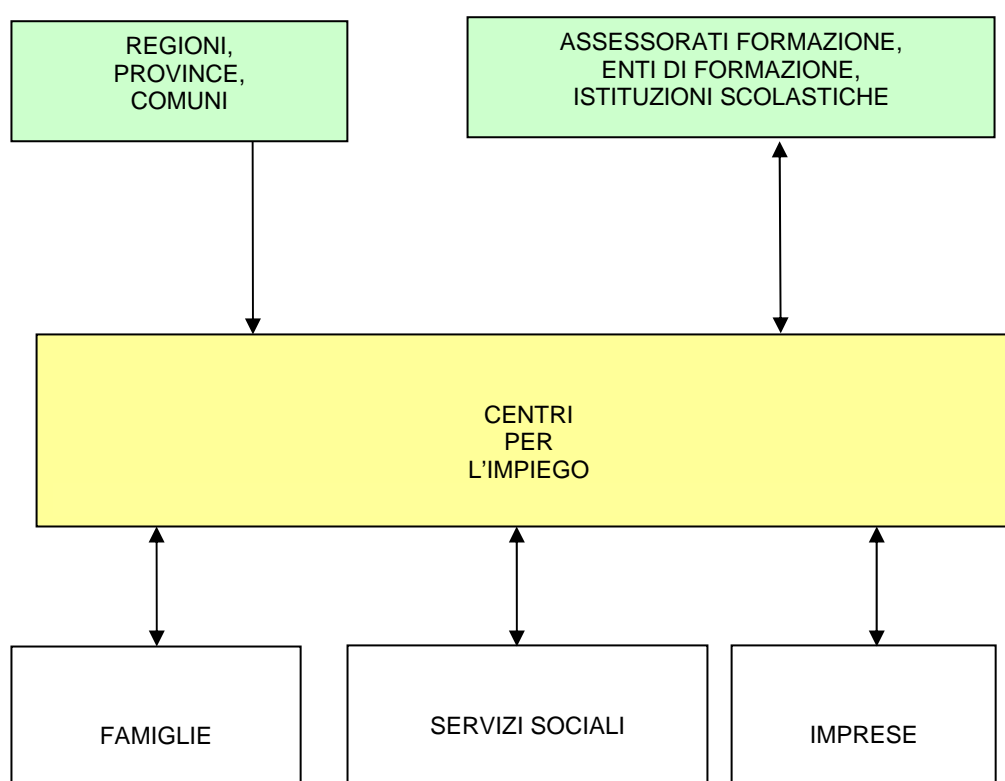 REGIONI,
PROVINCE,
COMUNI
ASSESSORATI FORMAZIONE,
ENTI DI FORMAZIONE,
ISTITUZIONI SCOLASTICHE
CENTRI
PER
L’IMPIEGO
FAMIGLIE
SERVIZI SOCIALI
IMPRESE